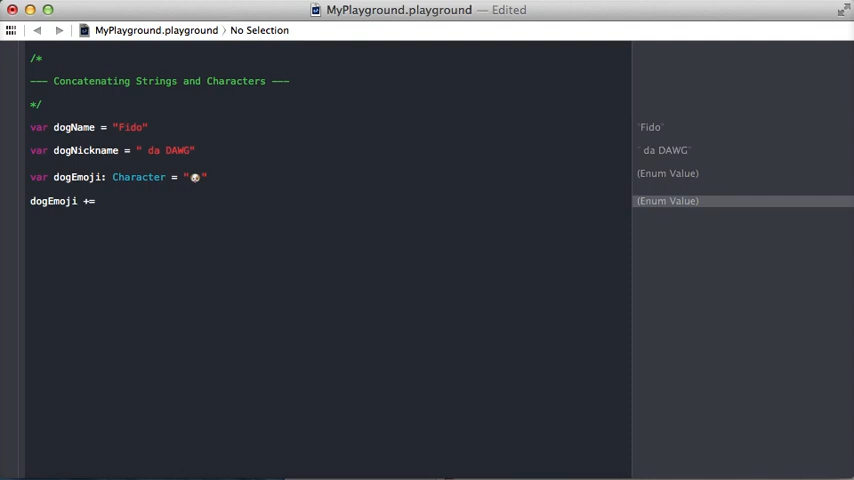 MyPlayground.playground — Edited
MyPlayground.playground 〉 No Selection
/*
--- Concatenating Strings and Characters ---
*/
var dogName = "Fido"
"Fido"
var dogNickname = " da DAWG"
" da DAWG"
var dogEmoji: Character = "🐶"
(Enum Value)
dogEmoji +=
(Enum Value)